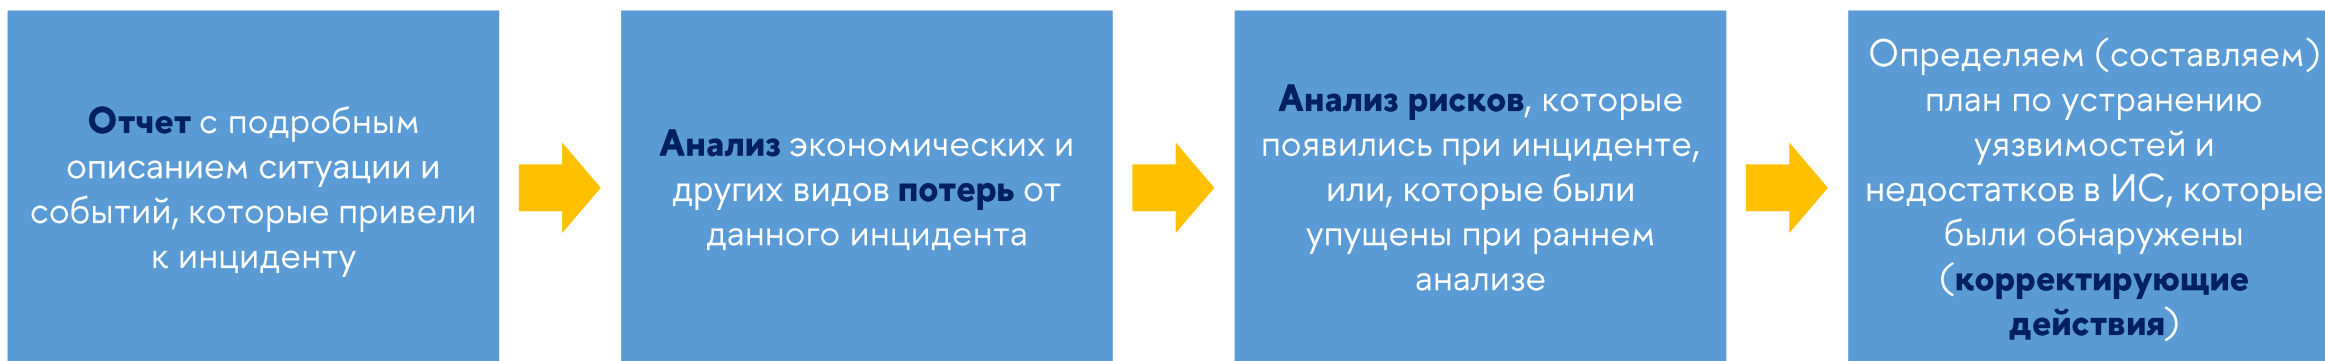 Отчет с подробным
описанием ситуации и
событий, которые привели
к инциденту
Анализ экономических и
других видов потерь от
данного инцидента
Анализ рисков, которые
появились при инциденте,
или, которые были
упущены при раннем
анализе
Определяем (составляем)
план по устранению
уязвимостей и
недостатков в ИС, которые
были обнаружены
(корректирующие
действия)